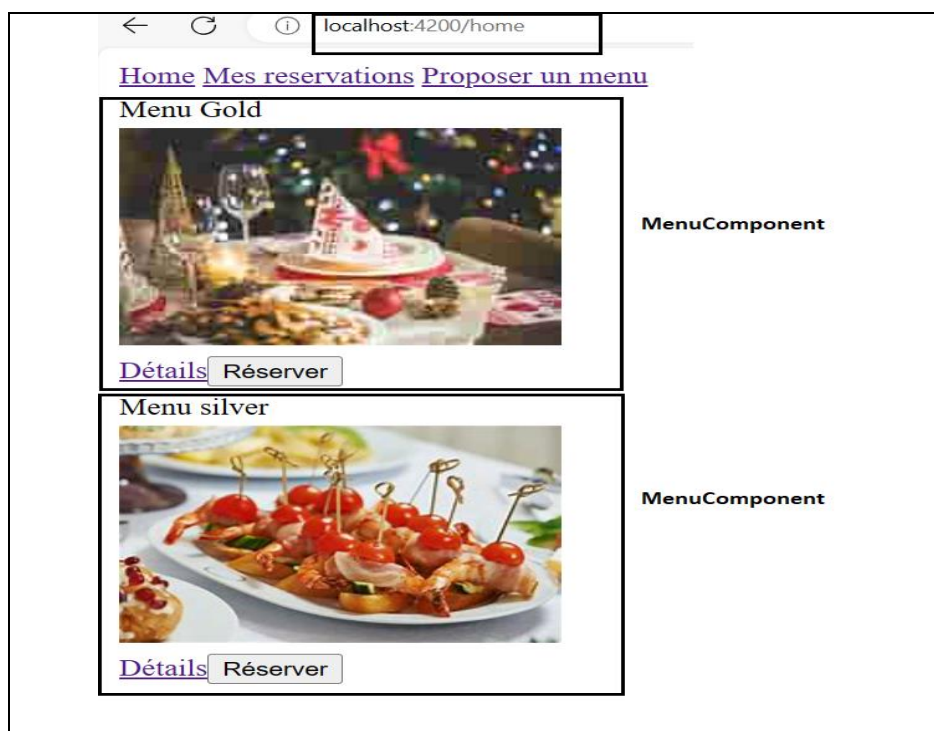 localhost:4200/home
Home Mes reservations Proposer un menu
Menu Gold
MenuComponent
Détails Réserver
Menu silver
MenuComponent
Détails Réserver